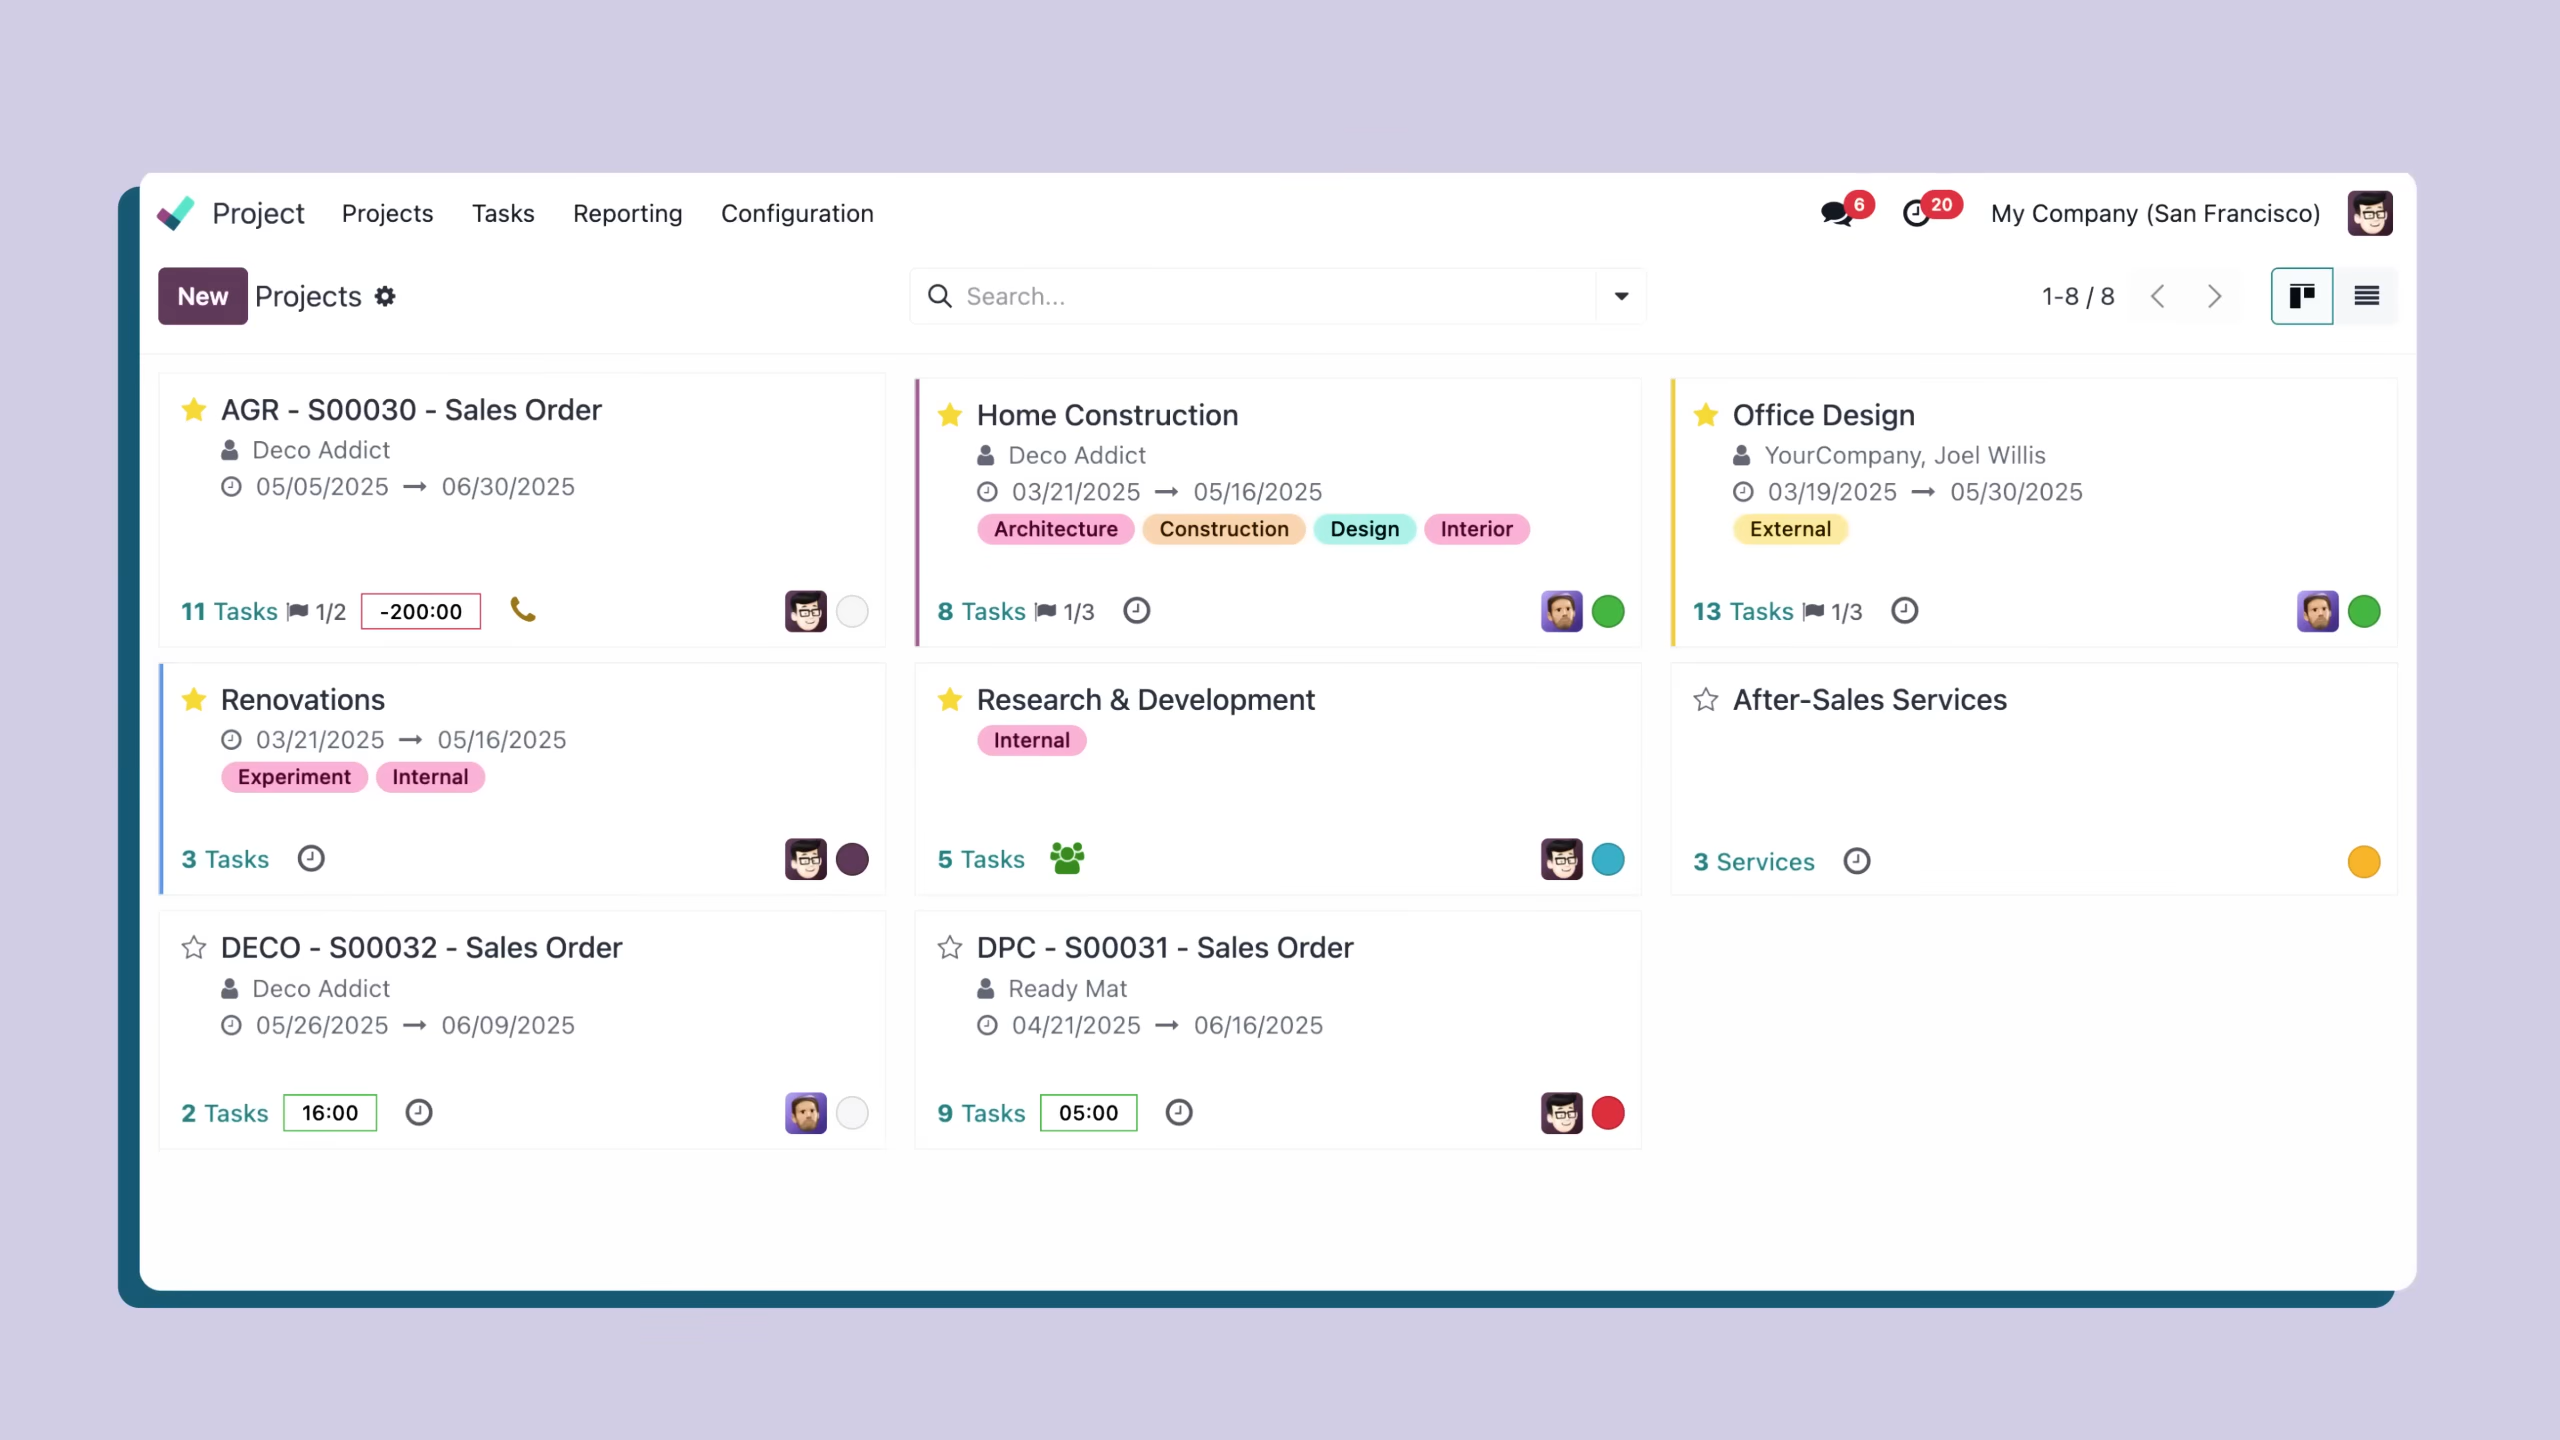 Project Projects Tasks Reporting Configuration 6 20 My Company (San Francisco)
New Projects Search... 1-8 / 8
AGR - S00030 - Sales Order
Deco Addict
05/05/2025 → 06/30/2025
11 Tasks 1/2 -200:00
Home Construction
Deco Addict
03/21/2025 → 05/16/2025
Architecture Construction Design Interior
8 Tasks 1/3
Office Design
YourCompany, Joel Willis
03/19/2025 → 05/30/2025
External
13 Tasks 1/3
Renovations
03/21/2025 → 05/16/2025
Experiment Internal
3 Tasks
Research & Development
Internal
5 Tasks
After-Sales Services
3 Services
DECO - S00032 - Sales Order
Deco Addict
05/26/2025 → 06/09/2025
2 Tasks 16:00
DPC - S00031 - Sales Order
Ready Mat
04/21/2025 → 06/16/2025
9 Tasks 05:00